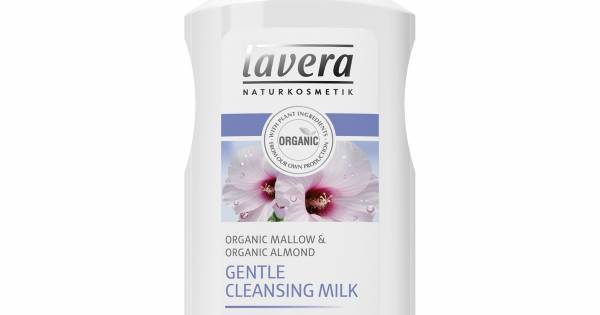 lavera
NATURKOSMETIK
WITH PLANT INGREDIENTS
ORGANIC
FROM OUR OWN PRODUCTION
ORGANIC MALLOW &
ORGANIC ALMOND
GENTLE
CLEANSING MILK